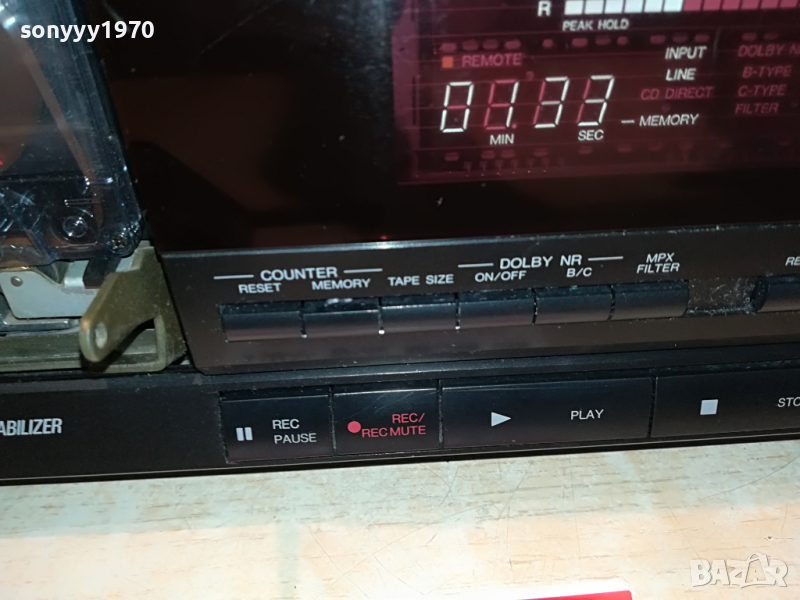 sonyyy1970
R
PEAK HOLD
REMOTE
INPUT
LINE
CD DIRECT
DOLBY N
B-TYPE
C-TYPE
FILTER
0133
MIN
SEC
MEMORY
COUNTER
RESET
MEMORY
TAPE SIZE
DOLBY NR
ON/OFF
B/C
MPX
FILTER
RE
ABILIZER
REC
PAUSE
REC/
REC MUTE
PLAY
STO
BAZAR